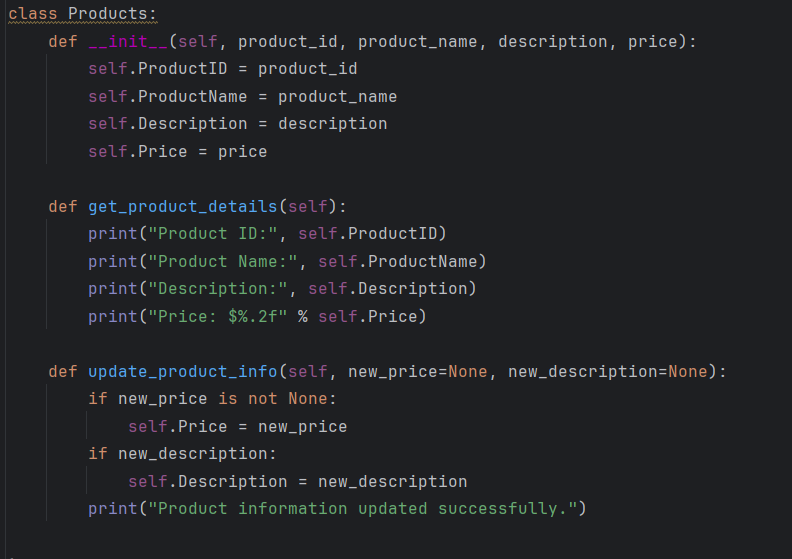 class Products:
    def __init__(self, product_id, product_name, description, price):
        self.ProductID = product_id
        self.ProductName = product_name
        self.Description = description
        self.Price = price
    def get_product_details(self):
        print("Product ID:", self.ProductID)
        print("Product Name:", self.ProductName)
        print("Description:", self.Description)
        print("Price: $%.2f" % self.Price)
    def update_product_info(self, new_price=None, new_description=None):
        if new_price is not None:
            self.Price = new_price
        if new_description:
            self.Description = new_description
        print("Product information updated successfully.")